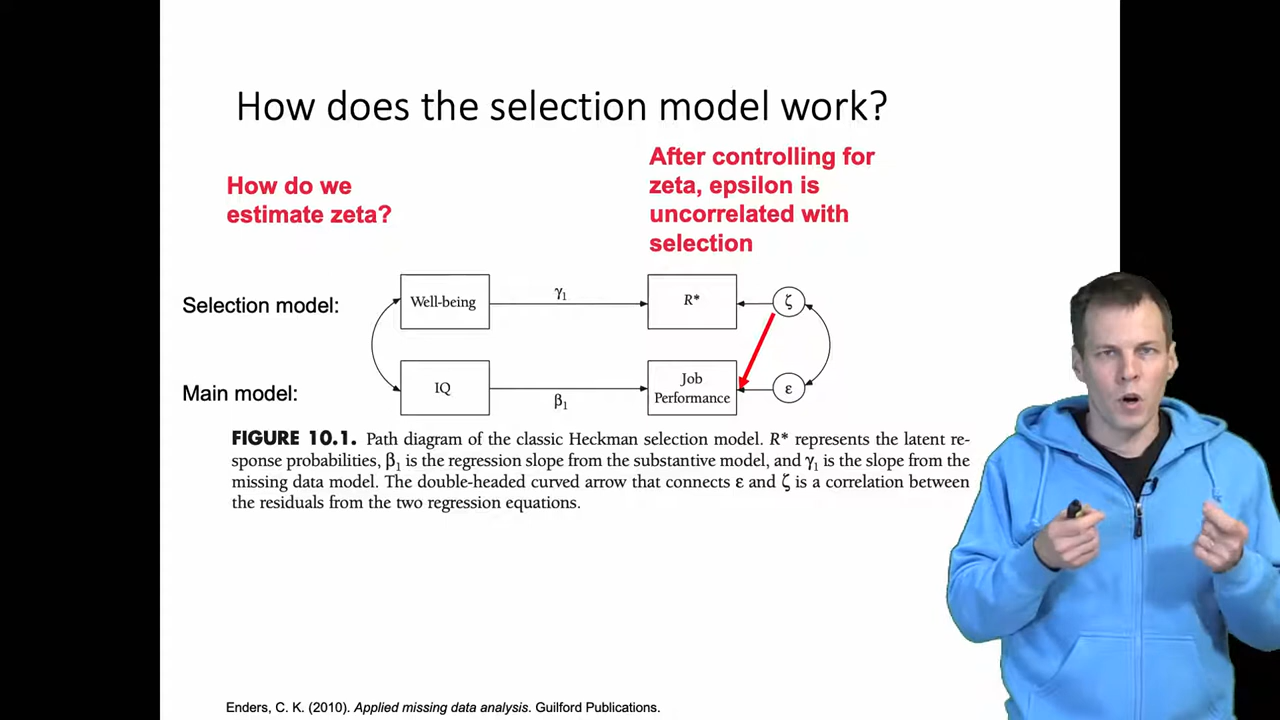 How does the selection model work?
How do we
estimate zeta?
After controlling for
zeta, epsilon is
uncorrelated with
selection
Selection model:
Well-being
γ1
R*
ζ
Main model:
IQ
β1
Job
Performance
ε
FIGURE 10.1. Path diagram of the classic Heckman selection model. R* represents the latent re-
sponse probabilities, β1 is the regression slope from the substantive model, and γ1 is the slope from the
missing data model. The double-headed curved arrow that connects ε and ζ is a correlation between
the residuals from the two regression equations.
Enders, C. K. (2010). Applied missing data analysis. Guilford Publications.